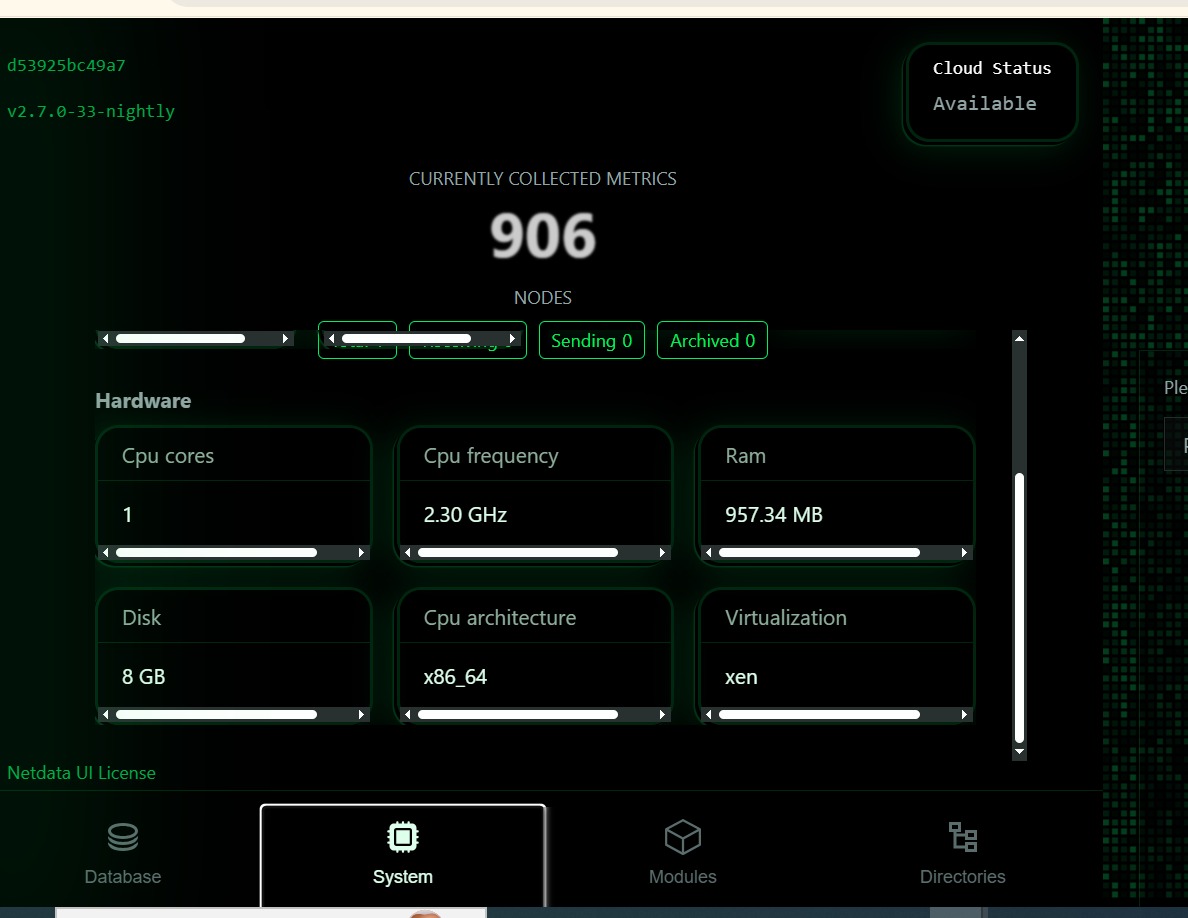 d53925bc49a7
Cloud Status
Available
v2.7.0-33-nightly
CURRENTLY COLLECTED METRICS
906
NODES
Sending 0
Archived 0
Hardware
Cpu cores
Cpu frequency
Ram
1
2.30 GHz
957.34 MB
Disk
Cpu architecture
Virtualization
8 GB
x86_64
xen
Ple
Netdata UI License
Database
System
Modules
Directories